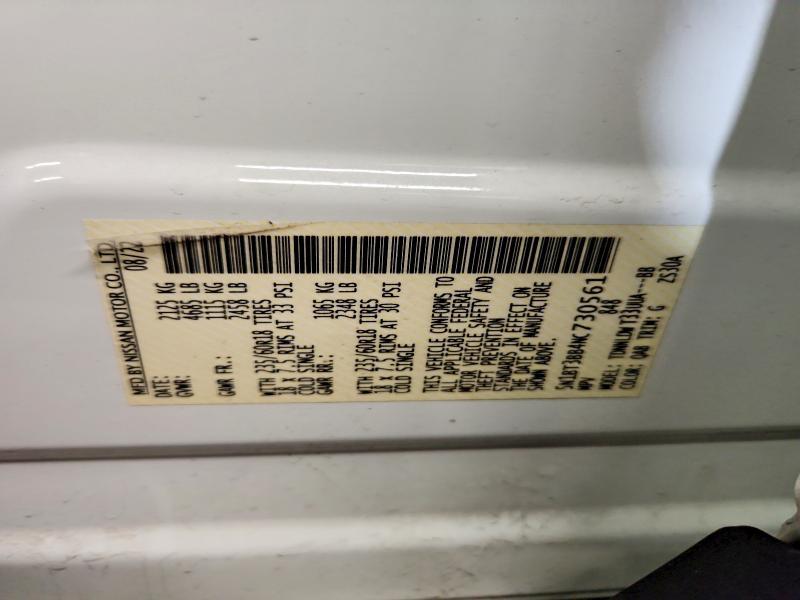 MFD BY NISSAN MOTOR CO., LTD.
DATE: 08/22
GVWR: 2125 KG
4685 LB
GAWR FR.: 1115 KG
2458 LB
WITH 235/60R18 TIRES
18 x 7.5 RIMS AT 33 PSI
COLD SINGLE
GAWR RR.: 1065 KG
2348 LB
WITH 235/60R18 TIRES
18 x 7.5 RIMS AT 30 PSI
COLD SINGLE
THIS VEHICLE CONFORMS TO
ALL APPLICABLE FEDERAL
MOTOR VEHICLE SAFETY AND
THEFT PREVENTION
STANDARDS IN EFFECT ON
THE DATE OF MANUFACTURE
SHOWN ABOVE.
MPV 848
MODEL:
COLOR: QAB TRIM: G 2S30A